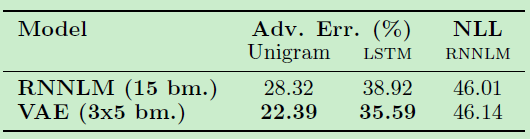 Model Adv. Err. (%) NLL
Unigram LSTM RNNLM
RNNLM (15 bm.) 28.32 38.92 46.01
VAE (3x5 bm.) 22.39 35.59 46.14